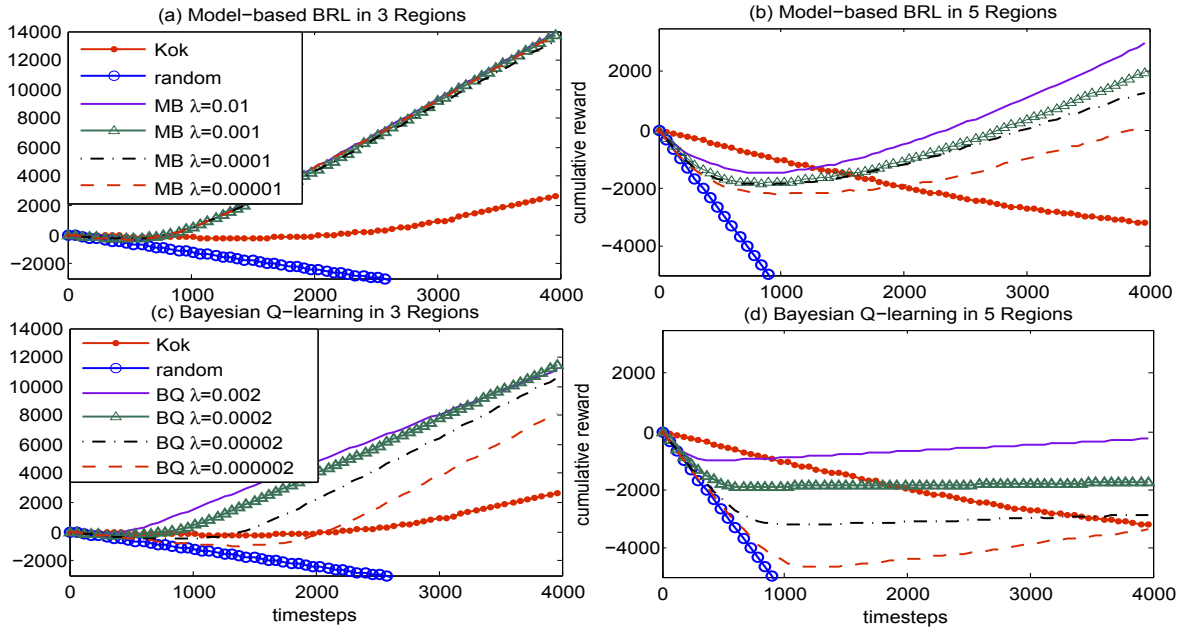 (a) Model−based BRL in 3 Regions
14000
12000
10000
8000
6000
4000
2000
0
−2000
Kok
random
MB λ=0.01
MB λ=0.001
MB λ=0.0001
MB λ=0.00001
0
1000
2000
3000
4000
(b) Model−based BRL in 5 Regions
cumulative reward
2000
0
−2000
−4000
0
1000
2000
3000
4000
(c) Bayesian Q−learning in 3 Regions
14000
12000
10000
8000
6000
4000
2000
0
−2000
Kok
random
BQ λ=0.002
BQ λ=0.0002
BQ λ=0.00002
BQ λ=0.000002
0
1000
2000
3000
4000
timesteps
(d) Bayesian Q−learning in 5 Regions
cumulative reward
2000
0
−2000
−4000
0
1000
2000
3000
4000
timesteps